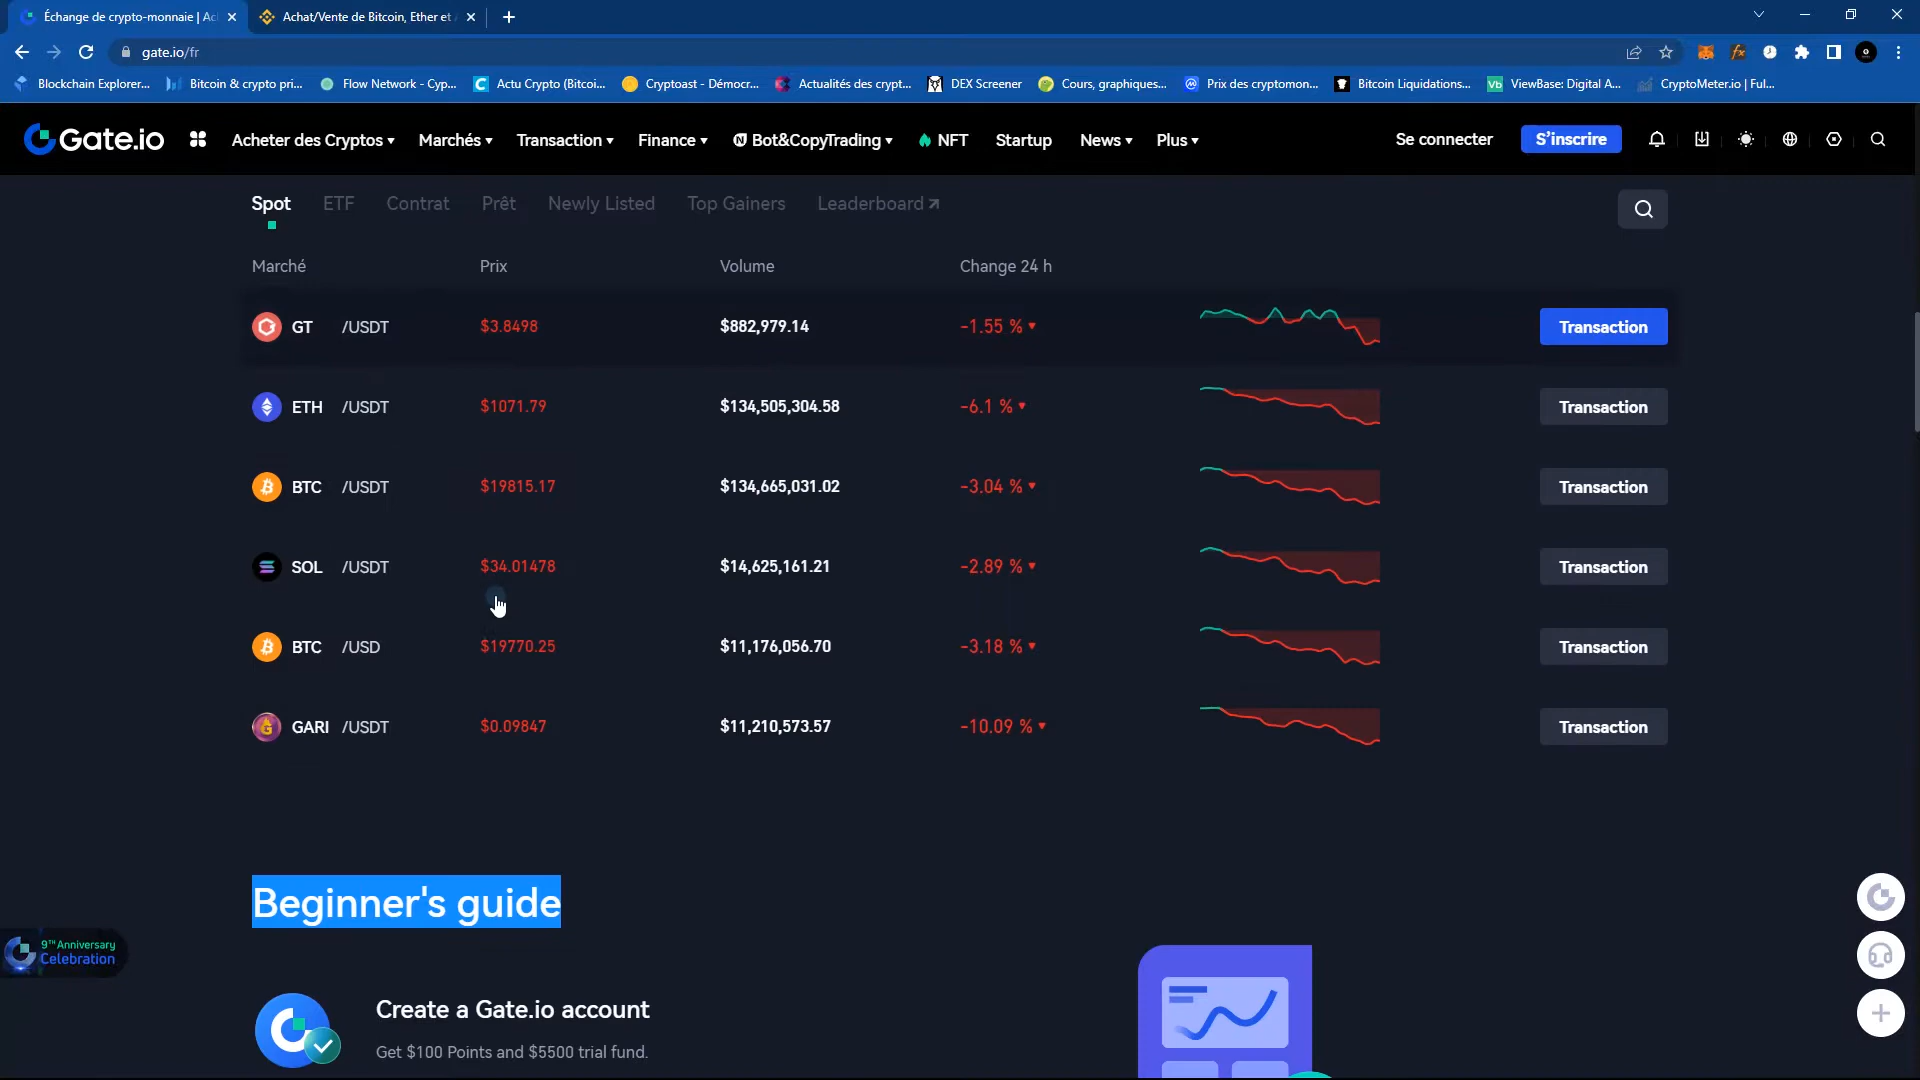 Échange de crypto-monnaie | Ac
Achat/Vente de Bitcoin, Ether et
gate.io/fr
Blockchain Explorer...
Bitcoin & crypto pri...
Flow Network - Cyp...
Actu Crypto (Bitcoi...
Cryptoast - Démocr...
Actualités des crypt...
DEX Screener
Cours, graphiques...
Prix des cryptomon...
Bitcoin Liquidations...
ViewBase: Digital A...
CryptoMeter.io | Ful...
Gate.io
Acheter des Cryptos
Marchés
Transaction
Finance
Bot&CopyTrading
NFT
Startup
News
Plus
Se connecter
S'inscrire
Spot
ETF
Contrat
Prêt
Newly Listed
Top Gainers
Leaderboard
Marché Prix Volume Change 24 h
GT /USDT $3.8498 $882,979.14 -1.55 % Transaction
ETH /USDT $1071.79 $134,505,304.58 -6.1 % Transaction
BTC /USDT $19815.17 $134,665,031.02 -3.04 % Transaction
SOL /USDT $34.01478 $14,625,161.21 -2.89 % Transaction
BTC /USD $19770.25 $11,176,056.70 -3.18 % Transaction
GARI /USDT $0.09847 $11,210,573.57 -10.09 % Transaction
Beginner's guide
9TH Anniversary
Celebration
Create a Gate.io account
Get $100 Points and $5500 trial fund.